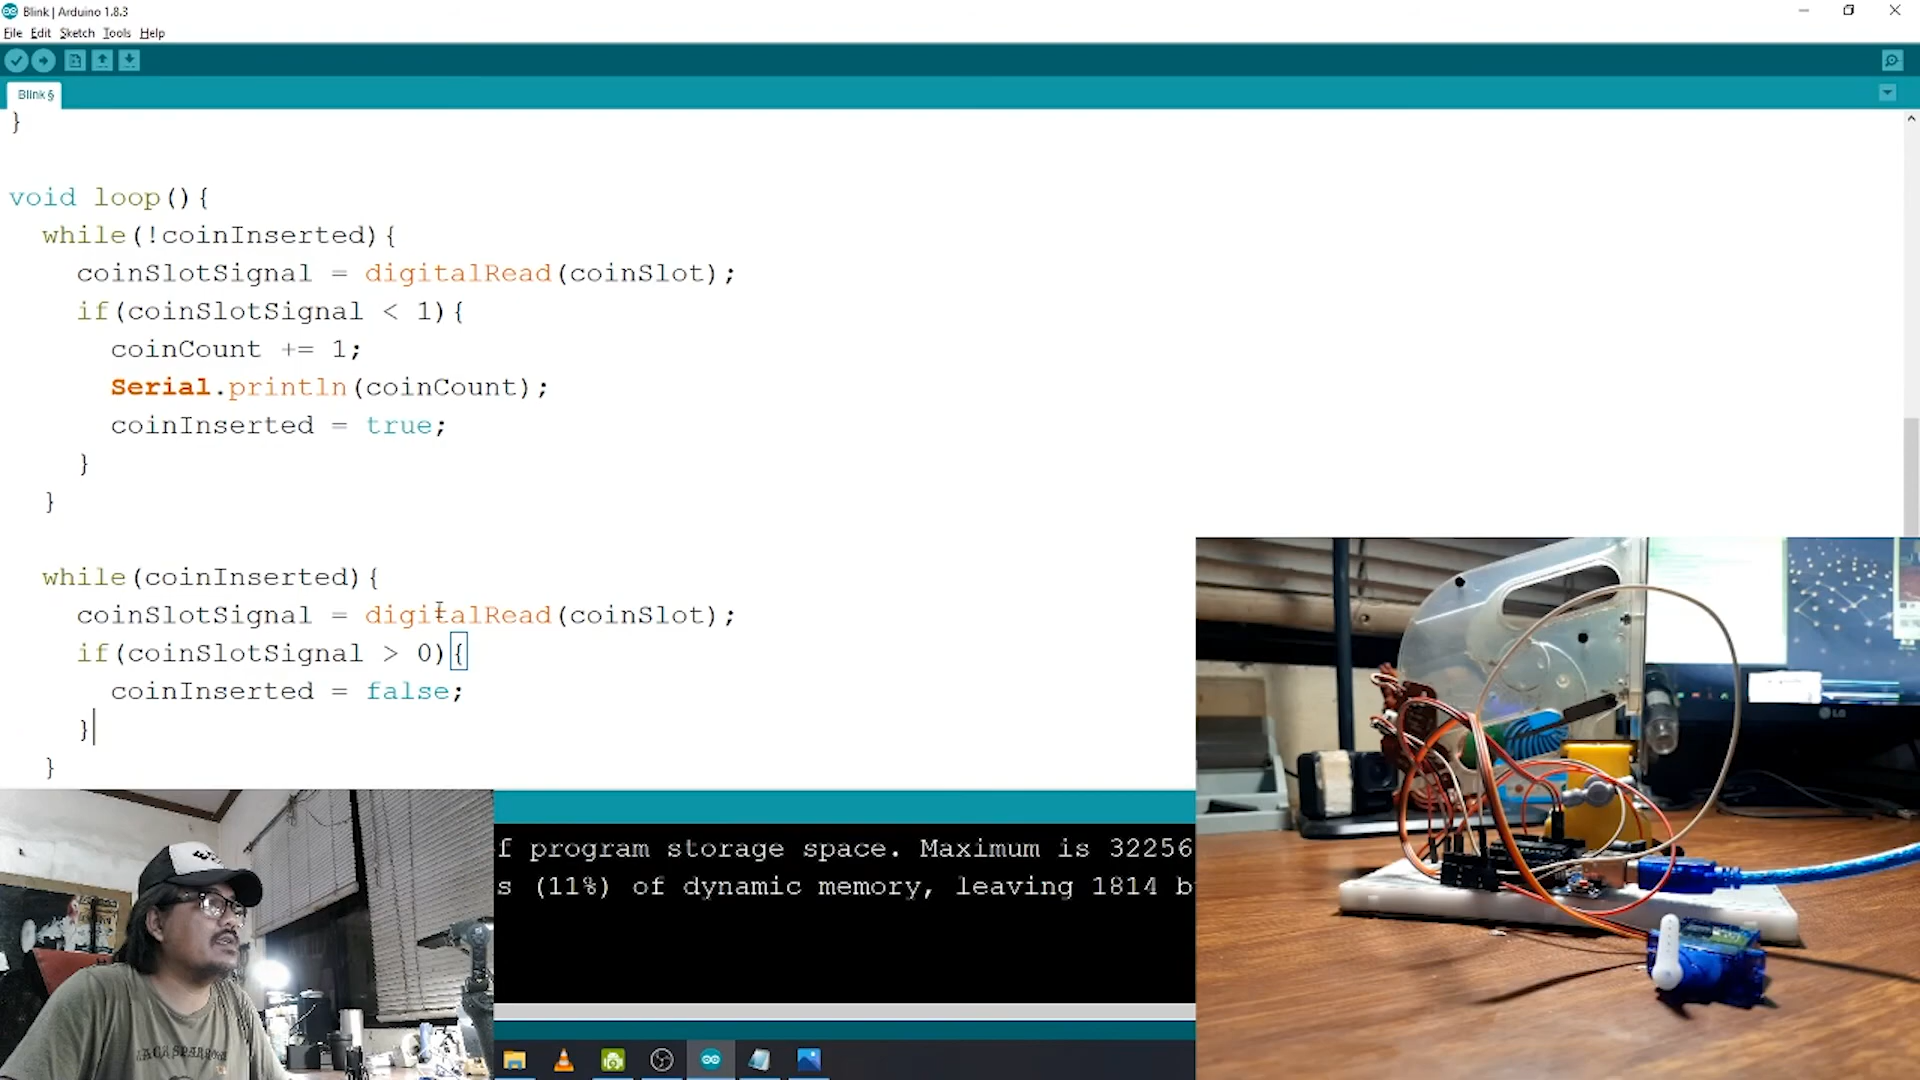 Blink | Arduino 1.8.3
File Edit Sketch Tools Help
Blink §
}
void loop(){
while(!coinInserted){
coinSlotSignal = digitalRead(coinSlot);
if(coinSlotSignal < 1){
coinCount += 1;
Serial.println(coinCount);
coinInserted = true;
}
}
while(coinInserted){
coinSlotSignal = digitalRead(coinSlot);
if(coinSlotSignal > 0){
coinInserted = false;
}
}
f program storage space. Maximum is 32256
s (11%) of dynamic memory, leaving 1814 b
LG